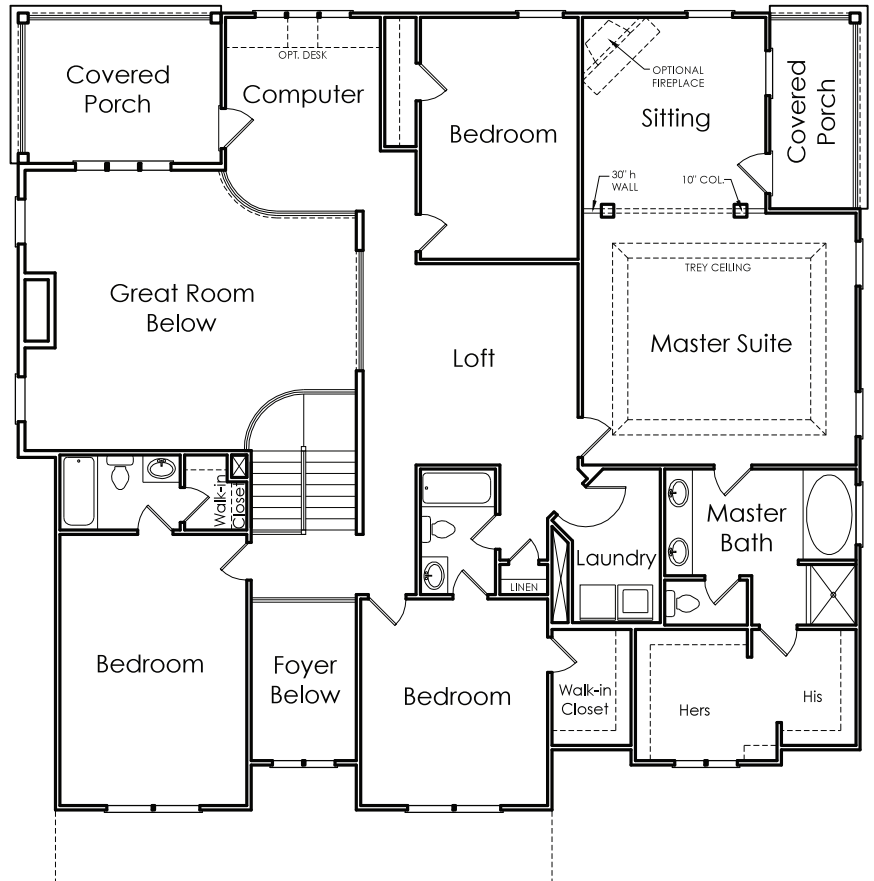 Covered
Porch
OPT. DESK
Computer
Bedroom
OPTIONAL
FIREPLACE
Sitting
Covered
Porch
30" h
WALL
10" COL.
TREY CEILING
Great Room
Below
Loft
Master Suite
Walk-in
Closet
Master
Bath
Laundry
LINEN
Bedroom
Foyer
Below
Bedroom
Walk-in
Closet
Hers
His